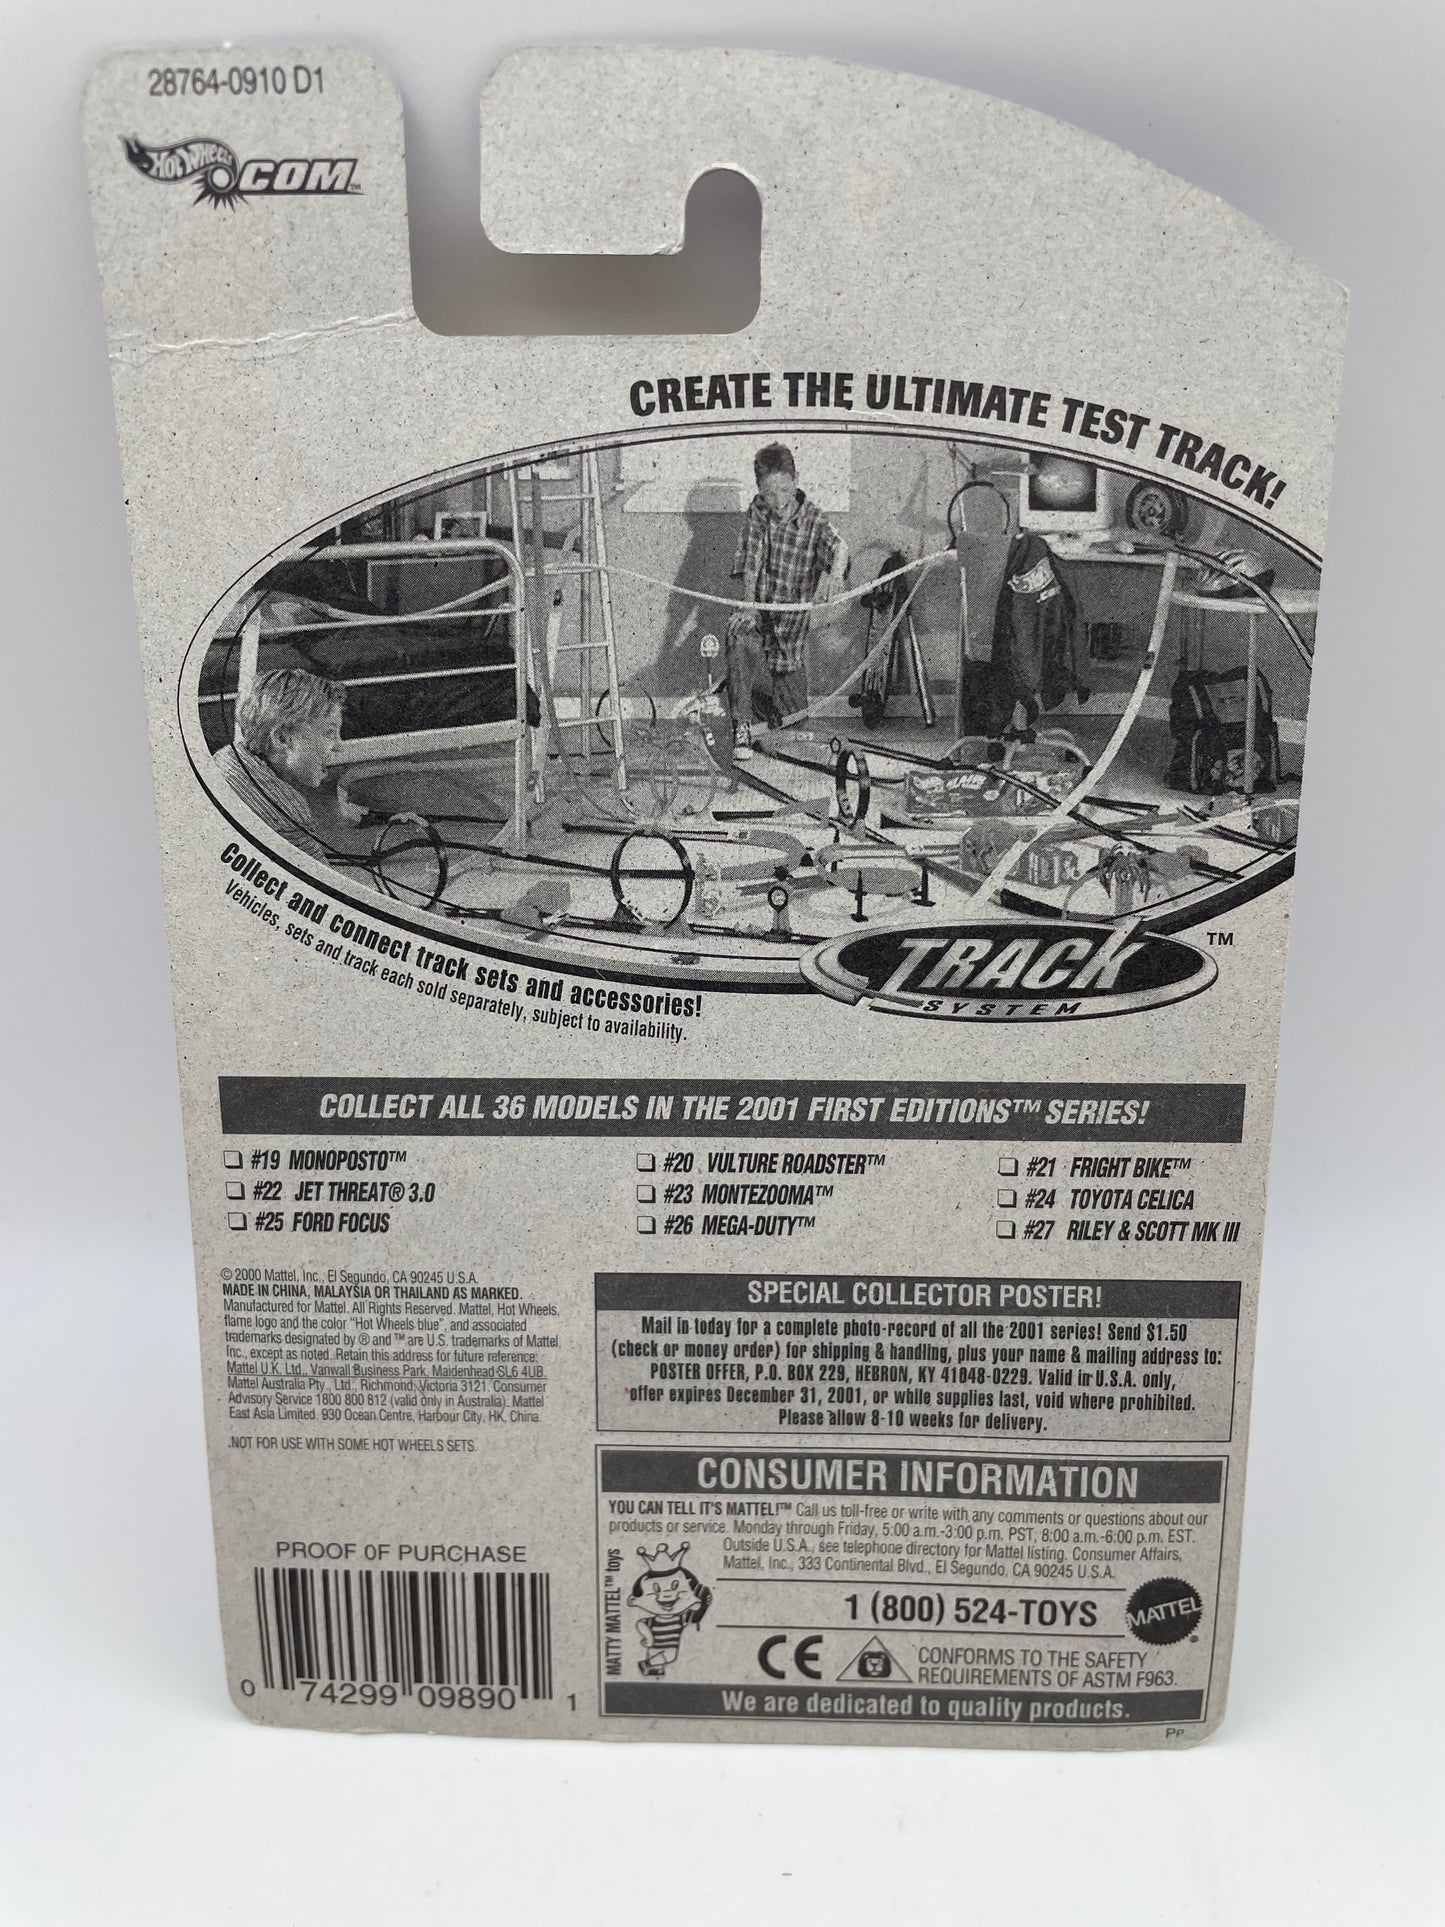 28764-0910 D1
HOT WHEELS.COM™
CREATE THE ULTIMATE TEST TRACK!
Collect and connect track sets and accessories!
Vehicles, sets and track each sold separately, subject to availability.
TRACK SYSTEM™
COLLECT ALL 36 MODELS IN THE 2001 FIRST EDITIONS™ SERIES!
#19 MONOPOSTO™ #20 VULTURE ROADSTER™ #21 FRIGHT BIKE™
#22 JET THREAT® 3.0 #23 MONTEZOOMA™ #24 TOYOTA CELICA
#25 FORD FOCUS #26 MEGA-DUTY™ #27 RILEY & SCOTT MK III
© 2000 Mattel, Inc., El Segundo, CA 90245 U.S.A.
MADE IN CHINA, MALAYSIA OR THAILAND AS MARKED.
Manufactured for Mattel. All Rights Reserved. Mattel, Hot Wheels,
flame logo and the color "Hot Wheels blue", and associated
trademarks designated by ® and ™ are U.S. trademarks of Mattel,
Inc., except as noted. Retain this address for future reference:
Mattel U.K. Ltd., Vanwall Business Park, Maidenhead SL6 4UB.
Mattel Australia Pty., Ltd., Richmond, Victoria 3121. Consumer
Advisory Service 1800 800 812 (valid only in Australia). Mattel
East Asia Limited. 930 Ocean Centre, Harbour City, HK, China.
NOT FOR USE WITH SOME HOT WHEELS SETS.
SPECIAL COLLECTOR POSTER!
Mail in today for a complete photo-record of all the 2001 series! Send $1.50
(check or money order) for shipping & handling, plus your name & mailing address to:
POSTER OFFER, P.O. BOX 229, HEBRON, KY 41048-0229. Valid in U.S.A. only,
offer expires December 31, 2001, or while supplies last, void where prohibited.
Please allow 8-10 weeks for delivery.
CONSUMER INFORMATION
YOU CAN TELL IT'S MATTEL!™ Call us toll-free or write with any comments or questions about our
products or service. Monday through Friday, 5:00 a.m.-3:00 p.m. PST, 8:00 a.m.-6:00 p.m. EST.
Outside U.S.A., see telephone directory for Mattel listing. Consumer Affairs,
Mattel, Inc., 333 Continental Blvd., El Segundo, CA 90245 U.S.A.
MATTY MATTEL™ toys
1 (800) 524-TOYS
MATTEL®
CE
CONFORMS TO THE SAFETY
REQUIREMENTS OF ASTM F963.
We are dedicated to quality products.
PP
PROOF OF PURCHASE
0 74299 09890 1